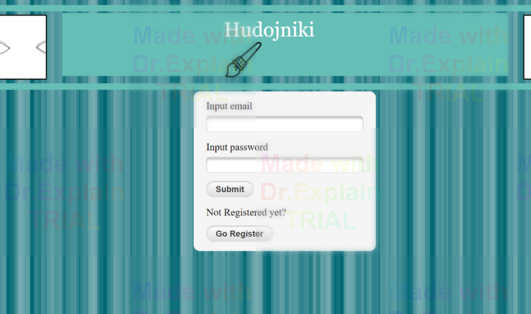 Hudojniki
Input email
Input password
Submit
Not Registered yet?
Go Register
Made with
Dr.Explain
TRIAL
Made with
Dr.Explain
TRIAL
Made with
Dr.Explain
TRIAL
Made with
Dr.Explain
TRIAL
Made with
Made with